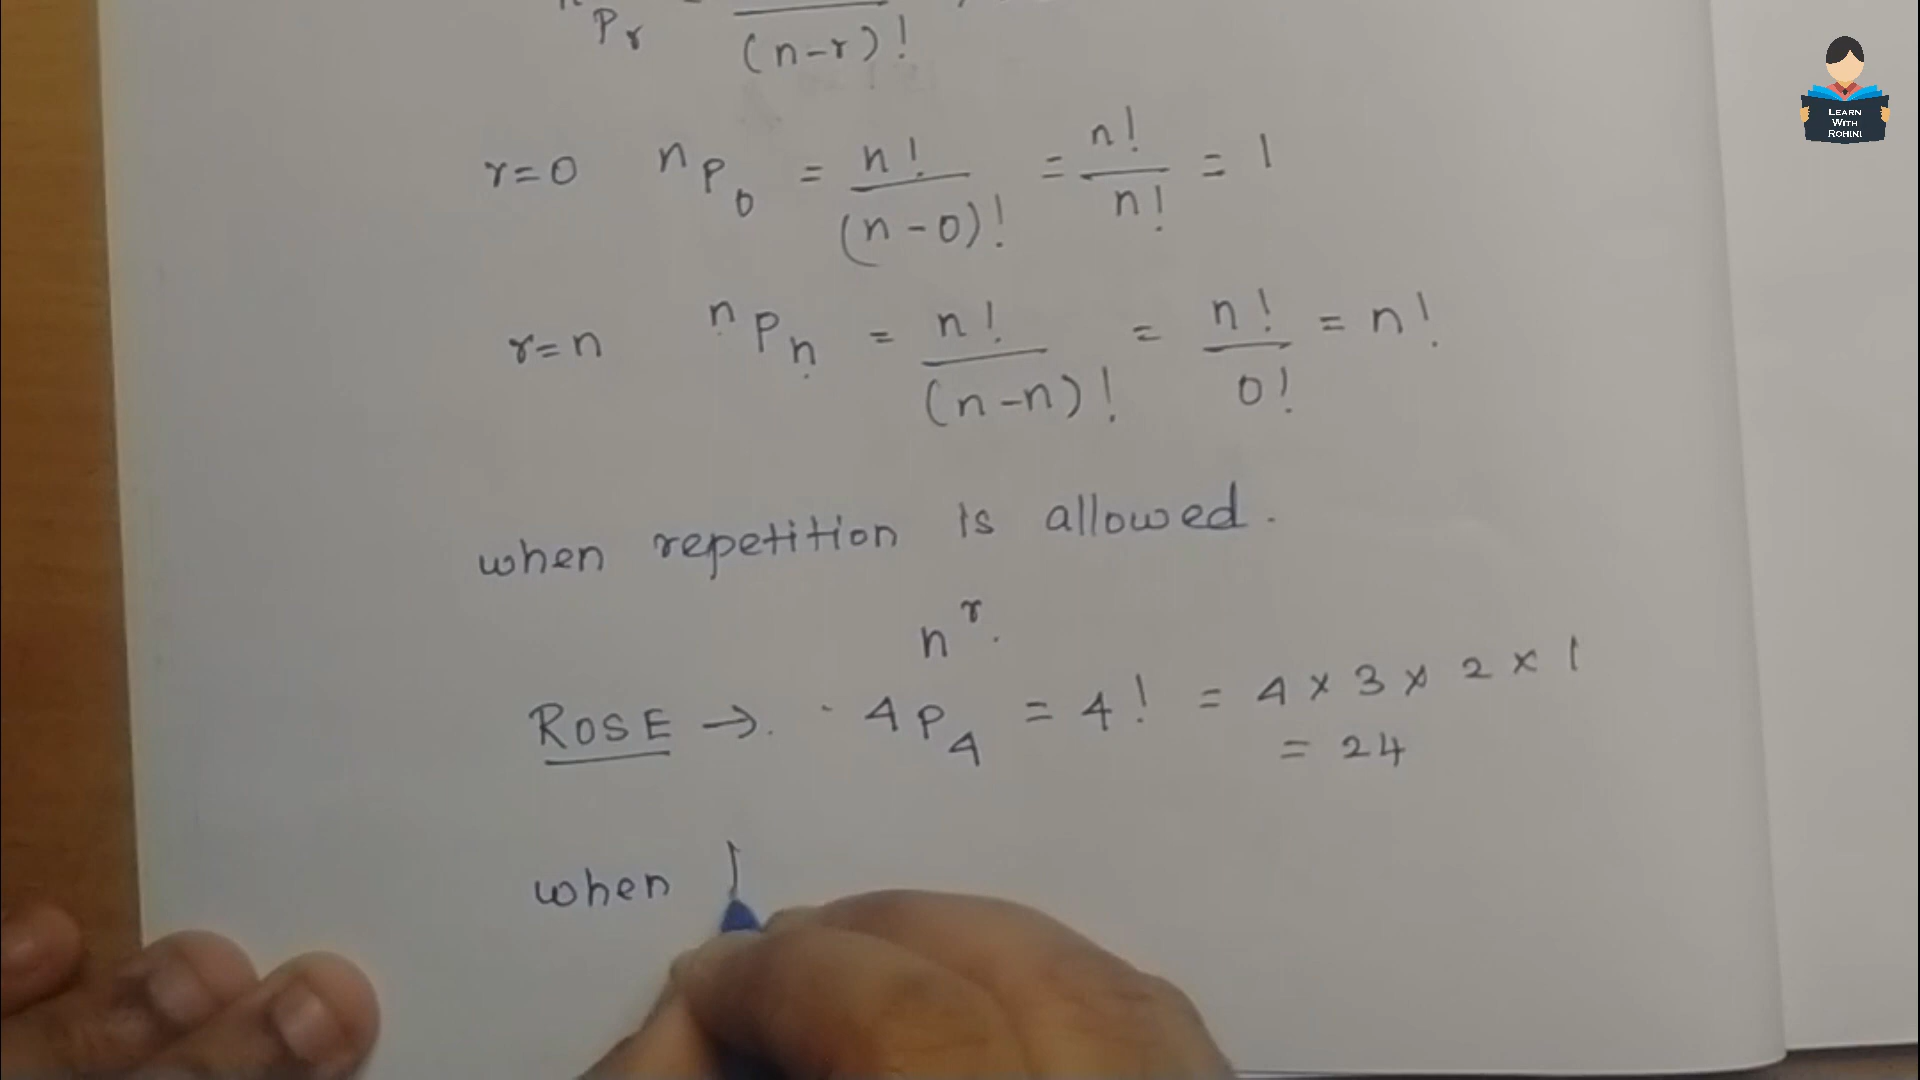 nPr (n-r)!
r=0 nP0 = n!/(n-0)! = n!/n! = 1
r=n nPn = n!/(n-n)! = n!/0! = n!
when repetition is allowed.
n^r.
ROSE → 4P4 = 4! = 4 x 3 x 2 x 1
= 24
when
LEARN
WITH
ROHINI